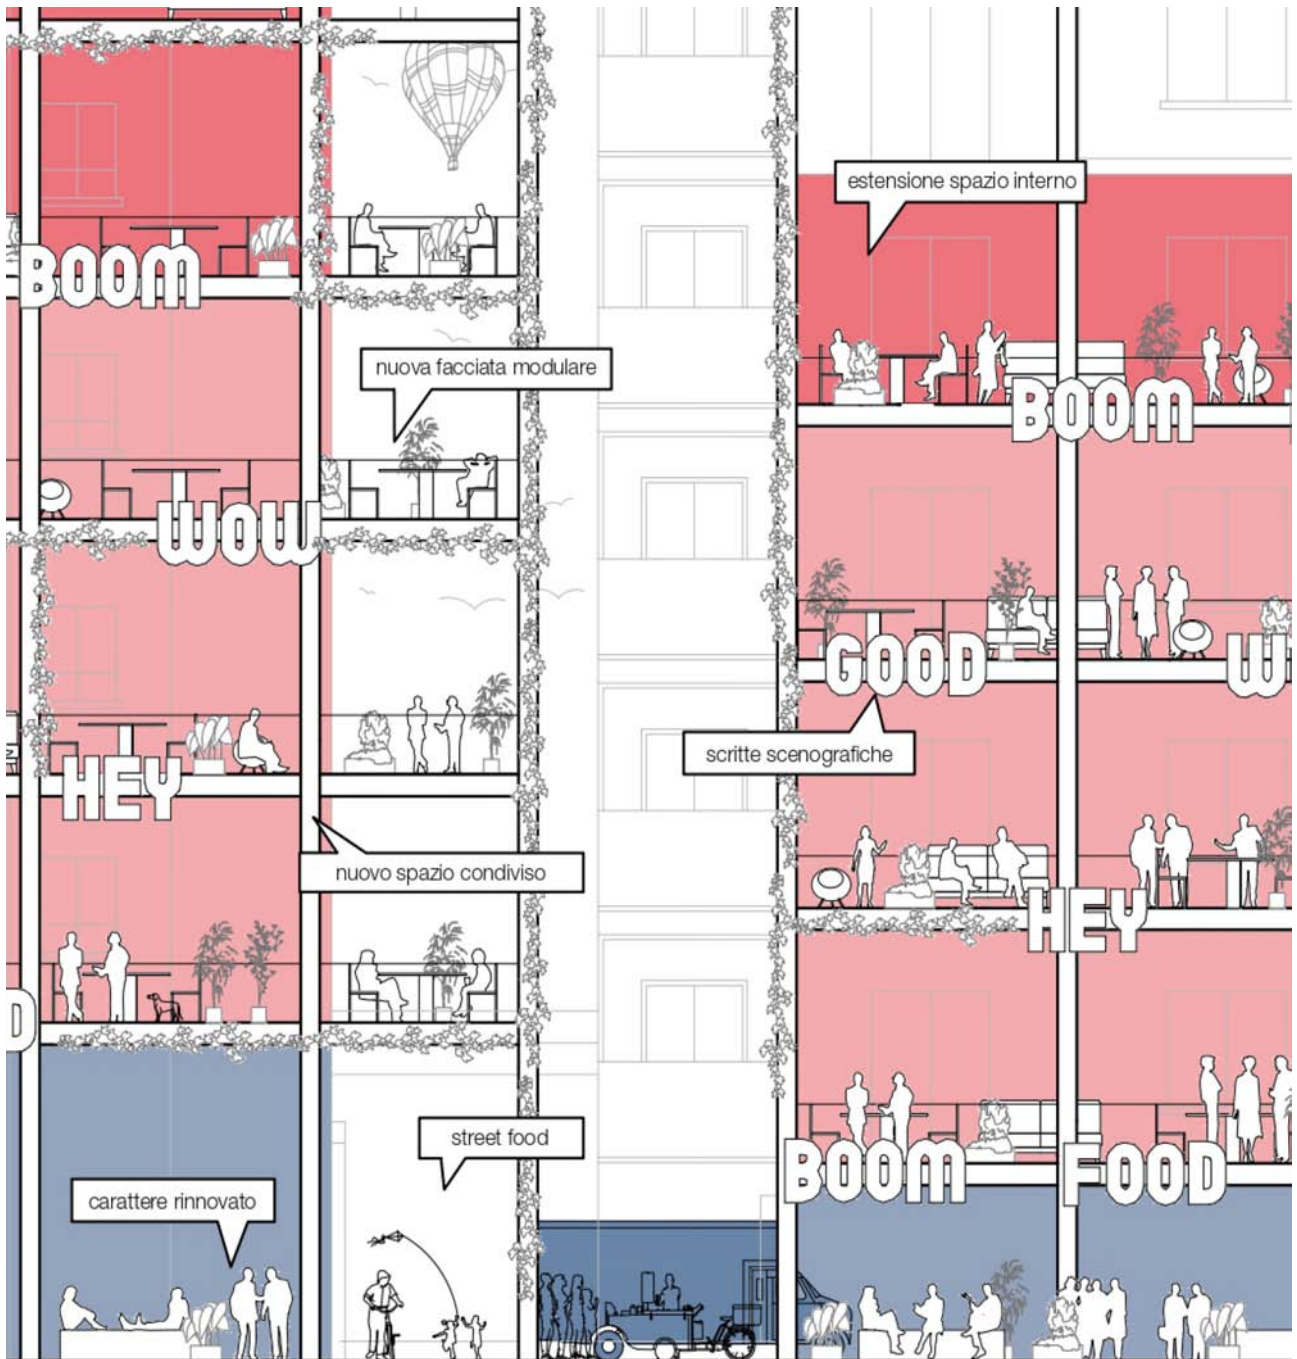 estensione spazio interno
BOOM
nuova facciata modulare
BOOM
WOW
GOOD
W
scritte scenografiche
HEY
nuovo spazio condiviso
HEY
D
street food
BOOM
FOOD
carattere rinnovato